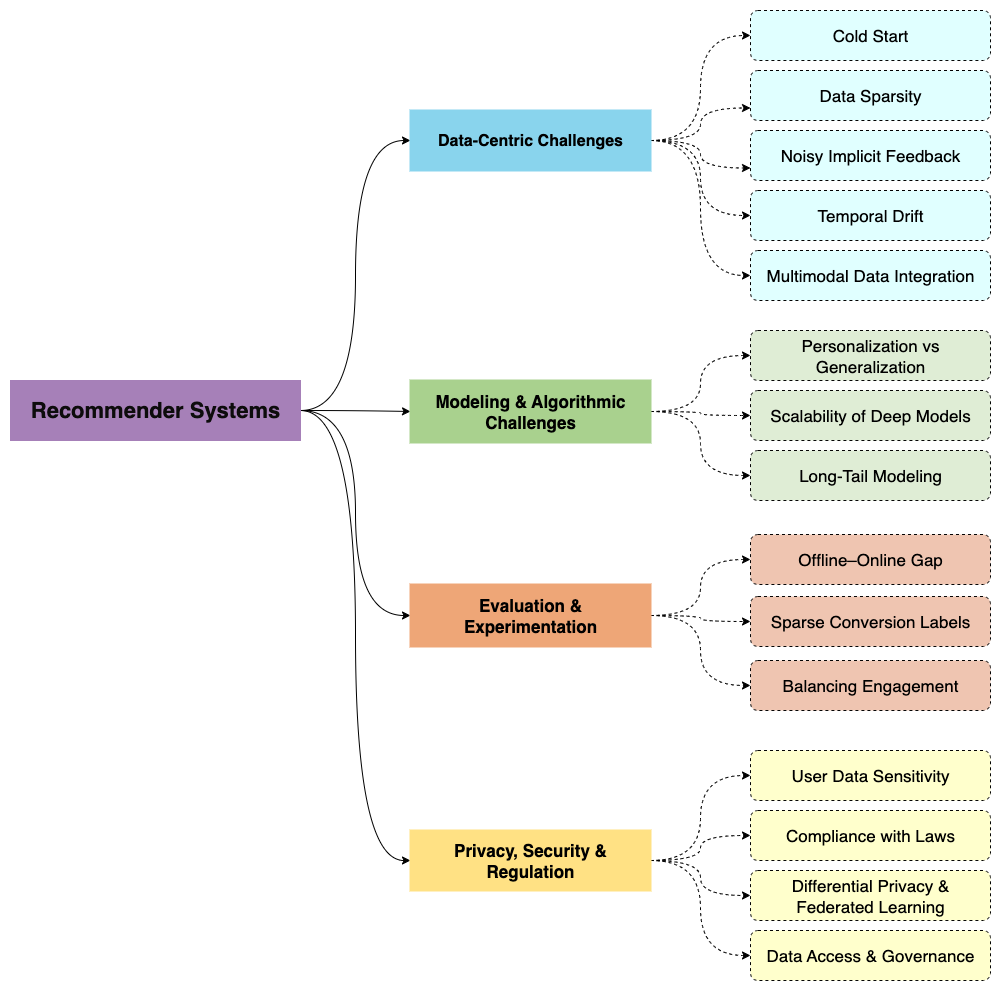 Recommender Systems
Data-Centric Challenges
Cold Start
Data Sparsity
Noisy Implicit Feedback
Temporal Drift
Multimodal Data Integration
Modeling & Algorithmic
Challenges
Personalization vs
Generalization
Scalability of Deep Models
Long-Tail Modeling
Evaluation &
Experimentation
Offline–Online Gap
Sparse Conversion Labels
Balancing Engagement
Privacy, Security &
Regulation
User Data Sensitivity
Compliance with Laws
Differential Privacy &
Federated Learning
Data Access & Governance